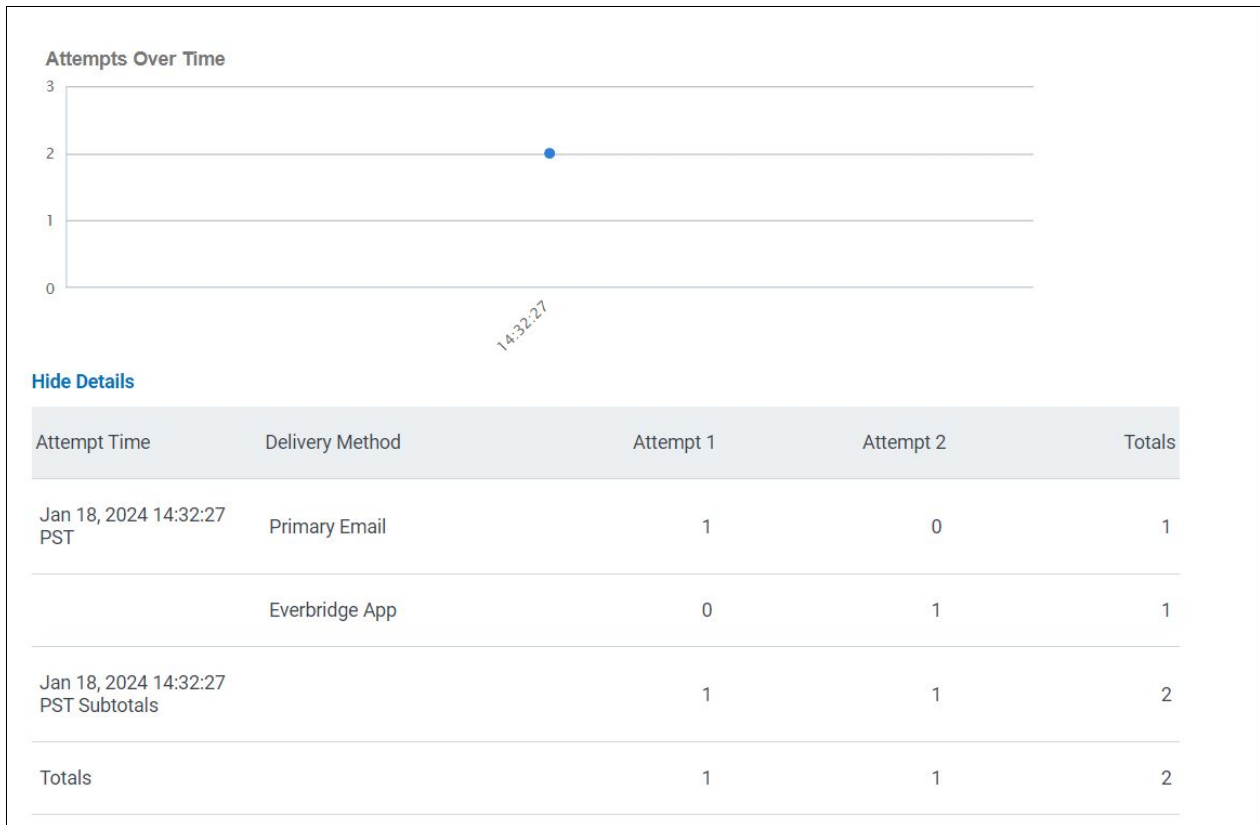 Attempts Over Time
3
2
1
0
14:32:27
Hide Details
Attempt Time Delivery Method Attempt 1 Attempt 2 Totals
Jan 18, 2024 14:32:27
PST Primary Email 1 0 1
Everbridge App 0 1 1
Jan 18, 2024 14:32:27
PST Subtotals 1 1 2
Totals 1 1 2